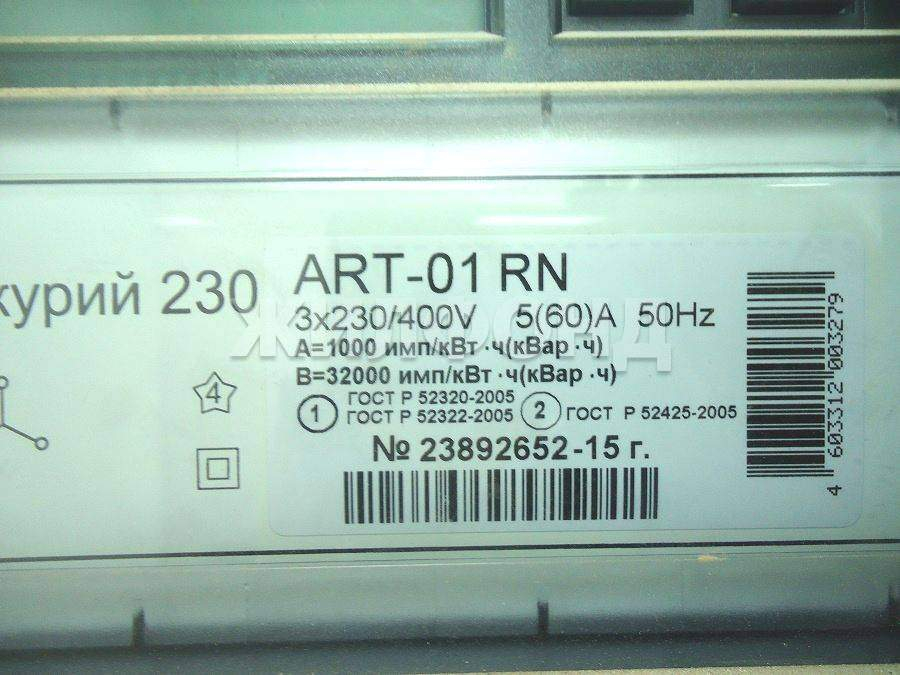 курий 230
ART-01 RN
3x230/400V 5(60)A 50Hz
A=1000 имп/кВт·ч(кВар·ч)
B=32000 имп/кВт·ч(кВар·ч)
1 ГОСТ Р 52320-2005
ГОСТ Р 52322-2005
2 ГОСТ Р 52425-2005
4
№ 23892652-15 г.
4 603312 003279
ЖИЛФОНД